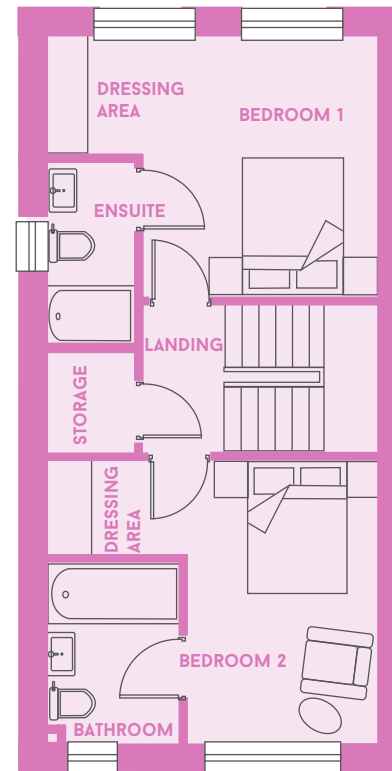 DRESSING
AREA
BEDROOM 1
ENSUITE
LANDING
STORAGE
DRESSING
AREA
BEDROOM 2
BATHROOM